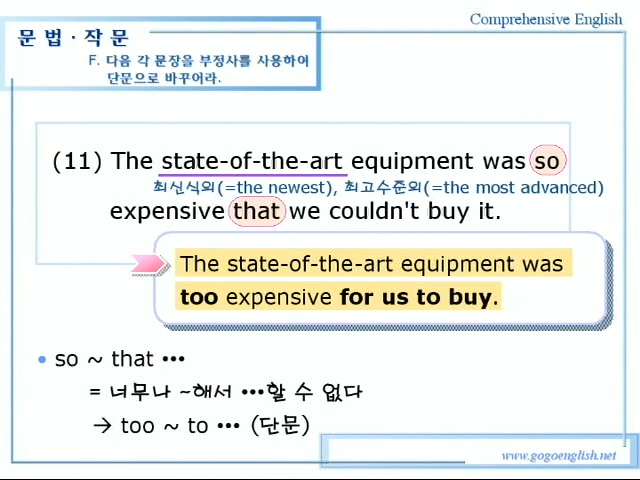 Comprehensive English
문 법 · 작 문
F. 다음 각 문장을 부정사를 사용하여
단문으로 바꾸어라.
(11) The state-of-the-art equipment was so
최신식의(=the newest), 최고수준의(=the most advanced)
expensive that we couldn't buy it.
The state-of-the-art equipment was
too expensive for us to buy.
• so ~ that •••
= 너무나 ~해서 •••할 수 없다
→ too ~ to ••• (단문)
www.gogoenglish.net